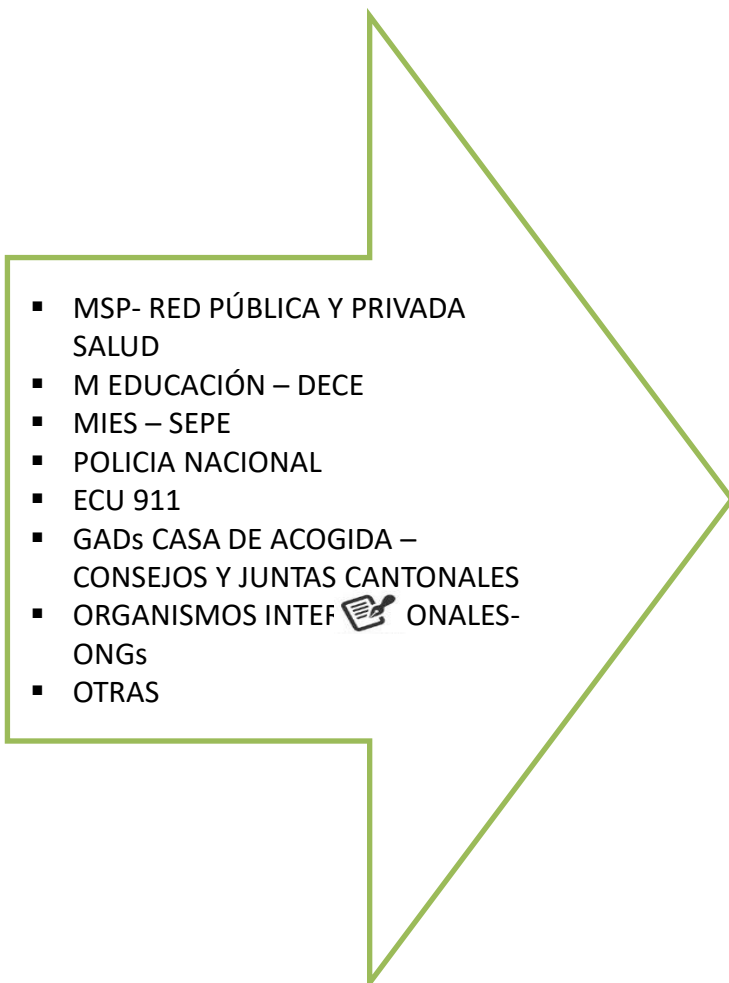 ▪ MSP- RED PÚBLICA Y PRIVADA
SALUD
▪ M EDUCACIÓN – DECE
▪ MIES – SEPE
▪ POLICIA NACIONAL
▪ ECU 911
▪ GADs CASA DE ACOGIDA –
CONSEJOS Y JUNTAS CANTONALES
▪ ORGANISMOS
ONGs
▪ OTRAS